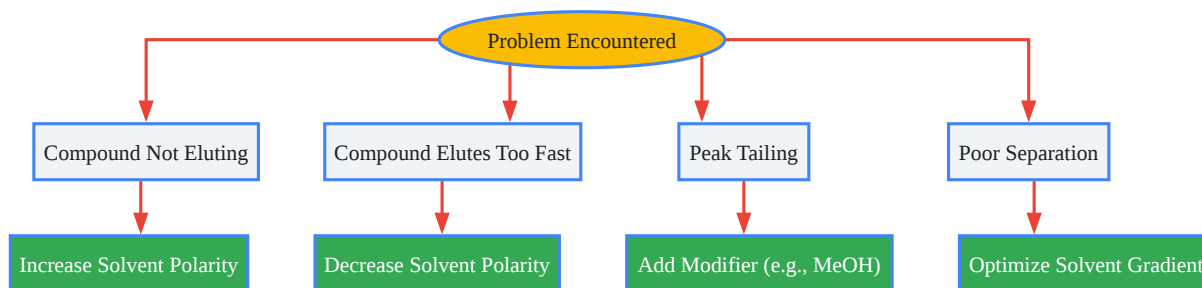 Problem Encountered
Compound Not Eluting
Compound Elutes Too Fast
Peak Tailing
Poor Separation
Increase Solvent Polarity
Decrease Solvent Polarity
Add Modifier (e.g., MeOH)
Optimize Solvent Gradient